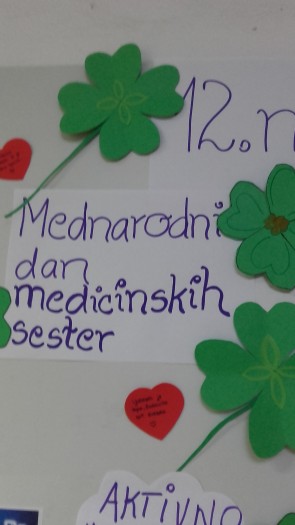 12. m
Mednarodni
dan
medicinskih
sester
AKTIVNO